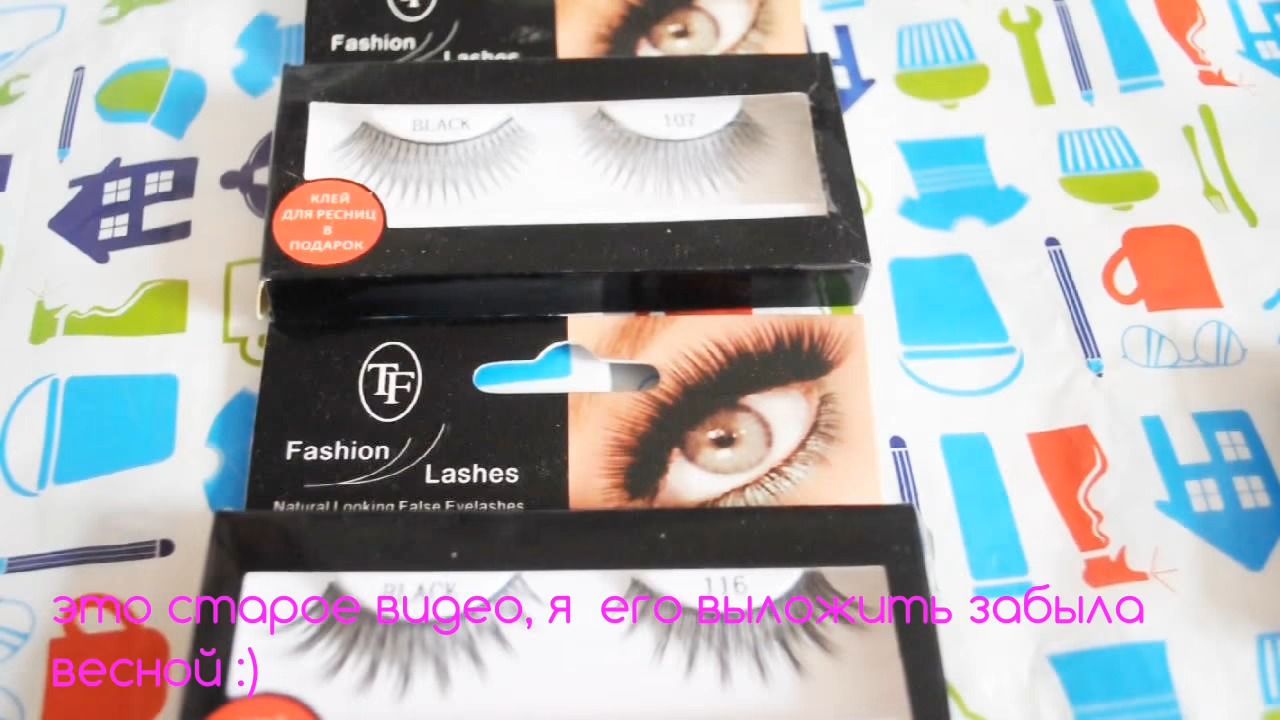 Fashion
Lashes
BLACK 107
КЛЕЙ
ДЛЯ РЕСНИЦ
В
ПОДАРОК
TF
Fashion
Lashes
Natural Looking False Eyelashes
BLACK 116
это старое видео, я его выложить забыла
весной :)